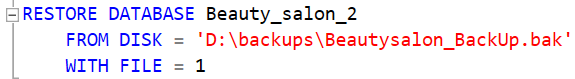 RESTORE DATABASE Beauty_salon_2
FROM DISK = 'D:\backups\Beautysalon_BackUp.bak'
WITH FILE = 1